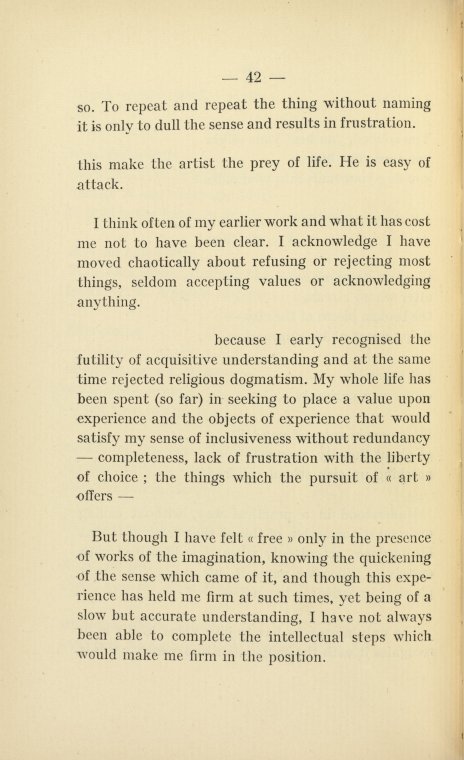 — 42 —
so. To repeat and repeat the thing without naming
it is only to dull the sense and results in frustration.
this make the artist the prey of life. He is easy of
attack.
I think often of my earlier work and what it has cost
me not to have been clear. I acknowledge I have
moved chaotically about refusing or rejecting most
things, seldom accepting values or acknowledging
anything.
because I early recognised the
futility of acquisitive understanding and at the same
time rejected religious dogmatism. My whole life has
been spent (so far) in seeking to place a value upon
experience and the objects of experience that would
satisfy my sense of inclusiveness without redundancy
— completeness, lack of frustration with the liberty
of choice ; the things which the pursuit of « art »
offers —
But though I have felt « free » only in the presence
of works of the imagination, knowing the quickening
of the sense which came of it, and though this expe-
rience has held me firm at such times, yet being of a
slow but accurate understanding, I have not always
been able to complete the intellectual steps which
would make me firm in the position.